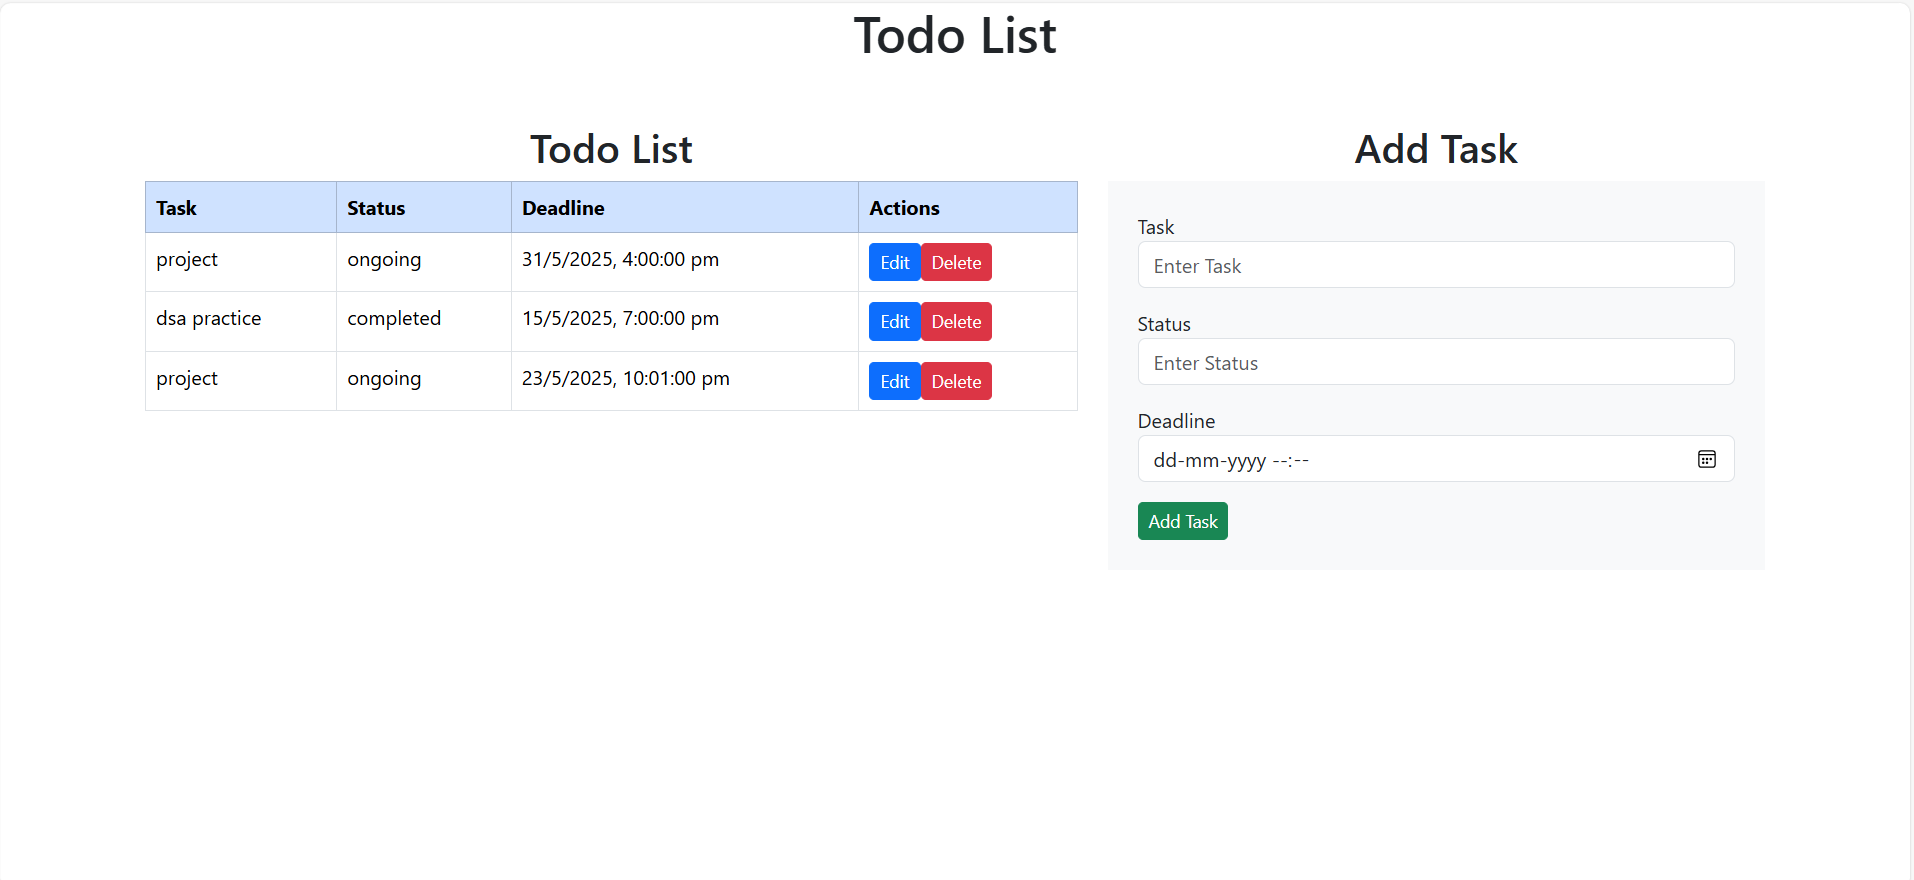 Todo List
Todo List
Task Status Deadline Actions
project ongoing 31/5/2025, 4:00:00 pm Edit Delete
dsa practice completed 15/5/2025, 7:00:00 pm Edit Delete
project ongoing 23/5/2025, 10:01:00 pm Edit Delete
Add Task
Task
Enter Task
Status
Enter Status
Deadline
dd-mm-yyyy --:--
Add Task